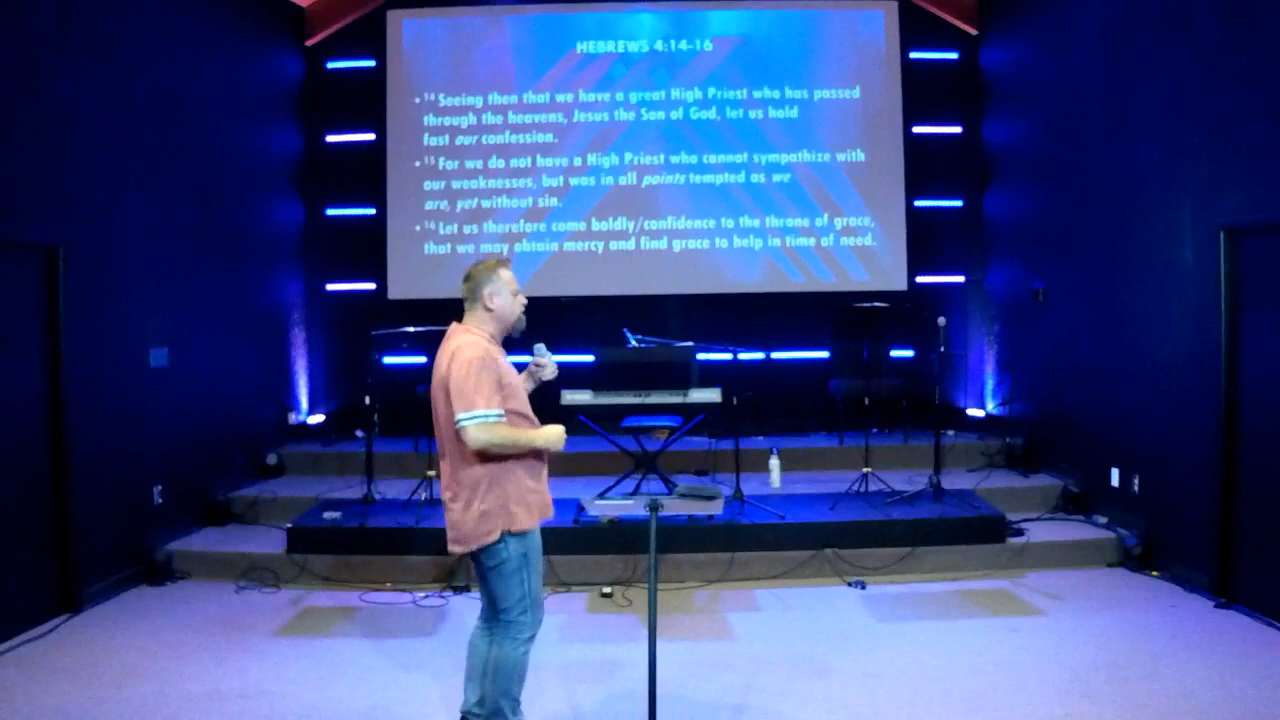 HEBREWS 4:14-16
• 14 Seeing then that we have a great High Priest who has passed
through the heavens, Jesus the Son of God, let us hold
fast our confession.
• 15 For we do not have a High Priest who cannot sympathize with
our weaknesses, but was in all points tempted as we
are, yet without sin.
• 16 Let us therefore come boldly/confidence to the throne of grace,
that we may obtain mercy and find grace to help in time of need.